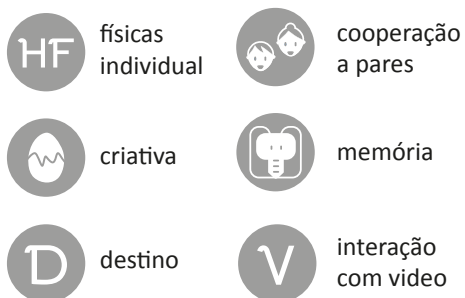 HF
físicas
individual
cooperação
a pares
criativa
memória
D
destino
V
interação
com video